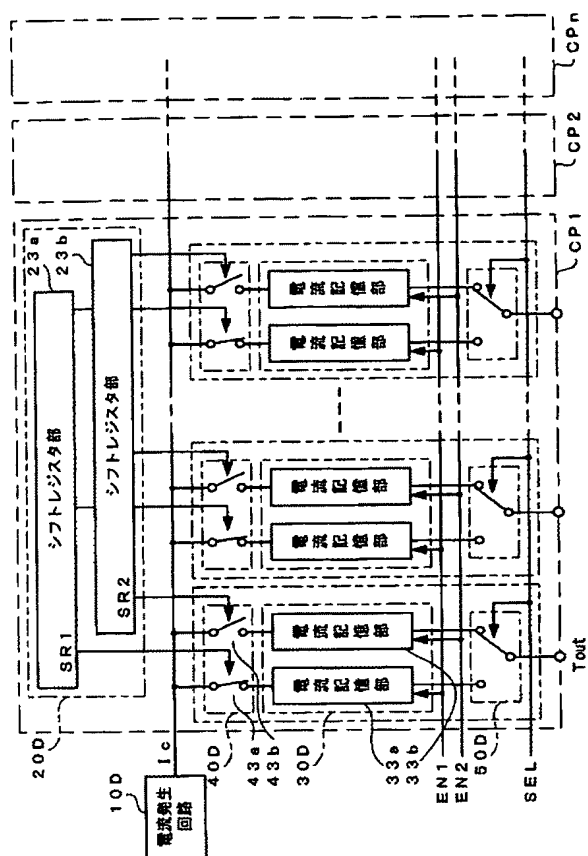 20D
SR1
シフトレジスタ部
23a
23b
SR2
シフトレジスタ部
10D
電流発生
回路
Ic
40D
43a
43b
30D
33a
33b
電流記憶部
電流記憶部
電流記憶部
電流記憶部
電流記憶部
電流記憶部
EN1
EN2
50D
SEL
Tout
CP1
CP2
CPn